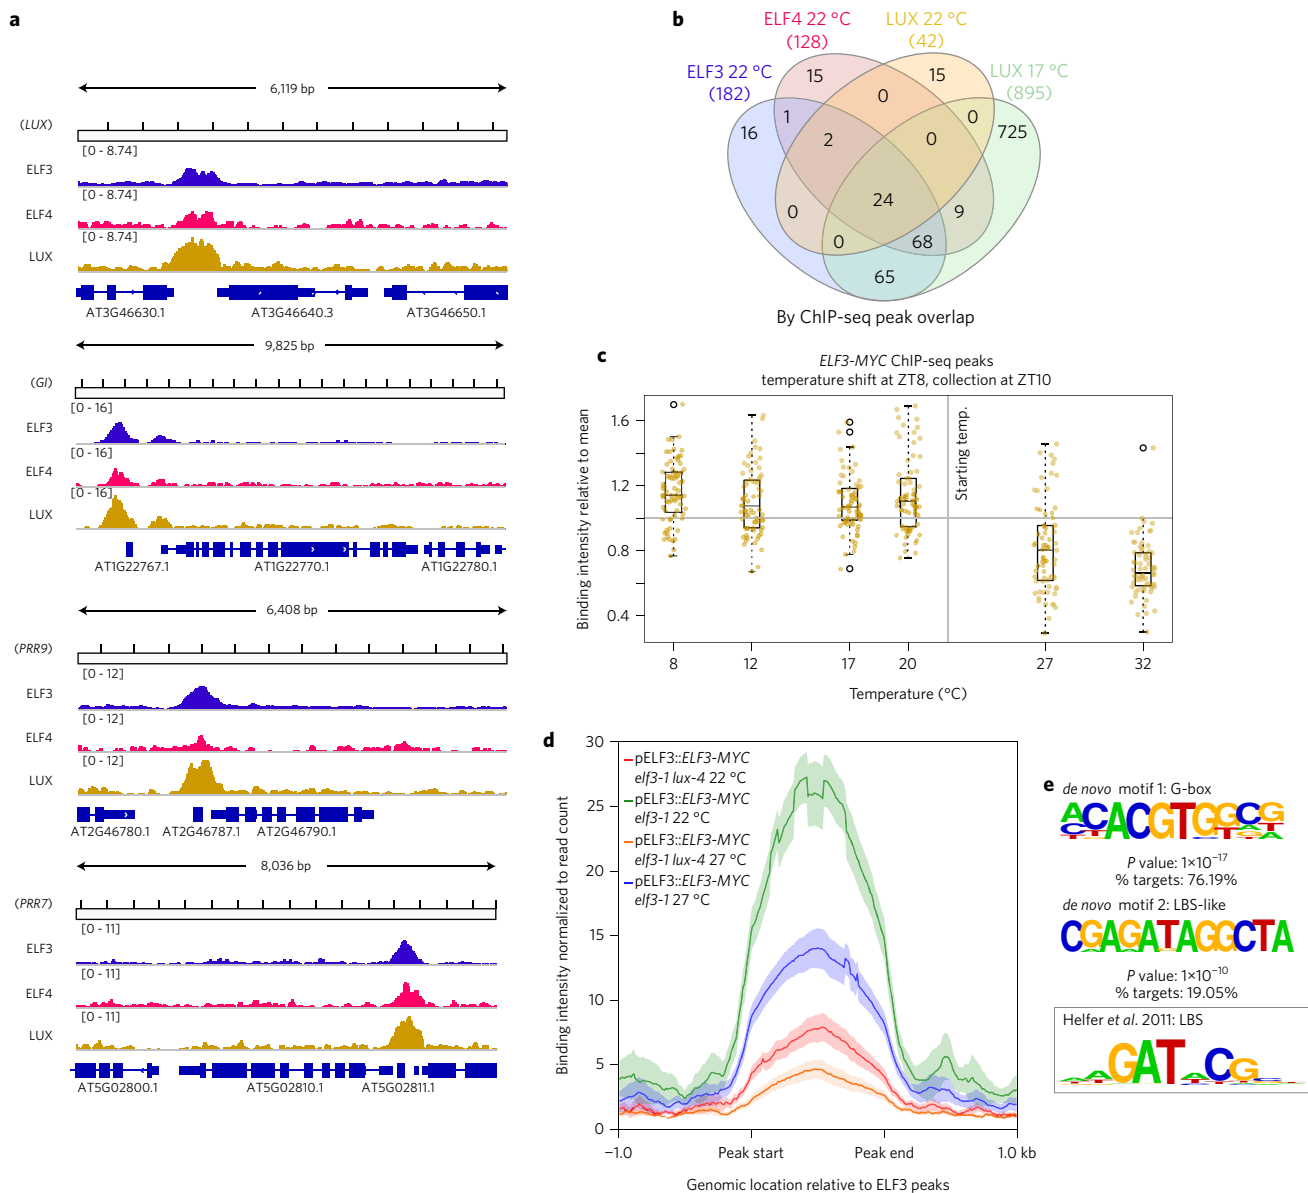 a
6,119 bp
(LUX)
[0 - 8.74]
ELF3
[0 - 8.74]
ELF4
[0 - 8.74]
LUX
AT3G46630.1 AT3G46640.3 AT3G46650.1
9,825 bp
(GI)
[0 - 16]
ELF3
[0 - 16]
ELF4
[0 - 16]
LUX
AT1G22767.1 AT1G22770.1 AT1G22780.1
6,408 bp
(PRR9)
[0 - 12]
ELF3
[0 - 12]
ELF4
[0 - 12]
LUX
AT2G46780.1 AT2G46787.1 AT2G46790.1
8,036 bp
(PRR7)
[0 - 11]
ELF3
[0 - 11]
ELF4
[0 - 11]
LUX
AT5G02800.1 AT5G02810.1 AT5G02811.1
b
ELF4 22 °C LUX 22 °C
(128) (42)
ELF3 22 °C LUX 17 °C
(182) (895)
15 0 15
16 1 2 0 0 725
0 24 9
0 68
65
By ChIP-seq peak overlap
c
ELF3-MYC ChIP-seq peaks
temperature shift at ZT8, collection at ZT10
Binding intensity relative to mean
1.6
1.2
0.8
0.4
Starting temp.
8 12 17 20 27 32
Temperature (°C)
d
Binding intensity normalized to read count
30
25
20
15
10
5
0
pELF3::ELF3-MYC
elf3-1 lux-4 22 °C
pELF3::ELF3-MYC
elf3-1 22 °C
pELF3::ELF3-MYC
elf3-1 lux-4 27 °C
pELF3::ELF3-MYC
elf3-1 27 °C
−1.0 Peak start Peak end 1.0 kb
Genomic location relative to ELF3 peaks
e
de novo motif 1: G-box
ACACGTGGCG
P value: 1×10−17
% targets: 76.19%
de novo motif 2: LBS-like
CGAGATAGGCTA
P value: 1×10−10
% targets: 19.05%
Helfer et al. 2011: LBS
GAT CG